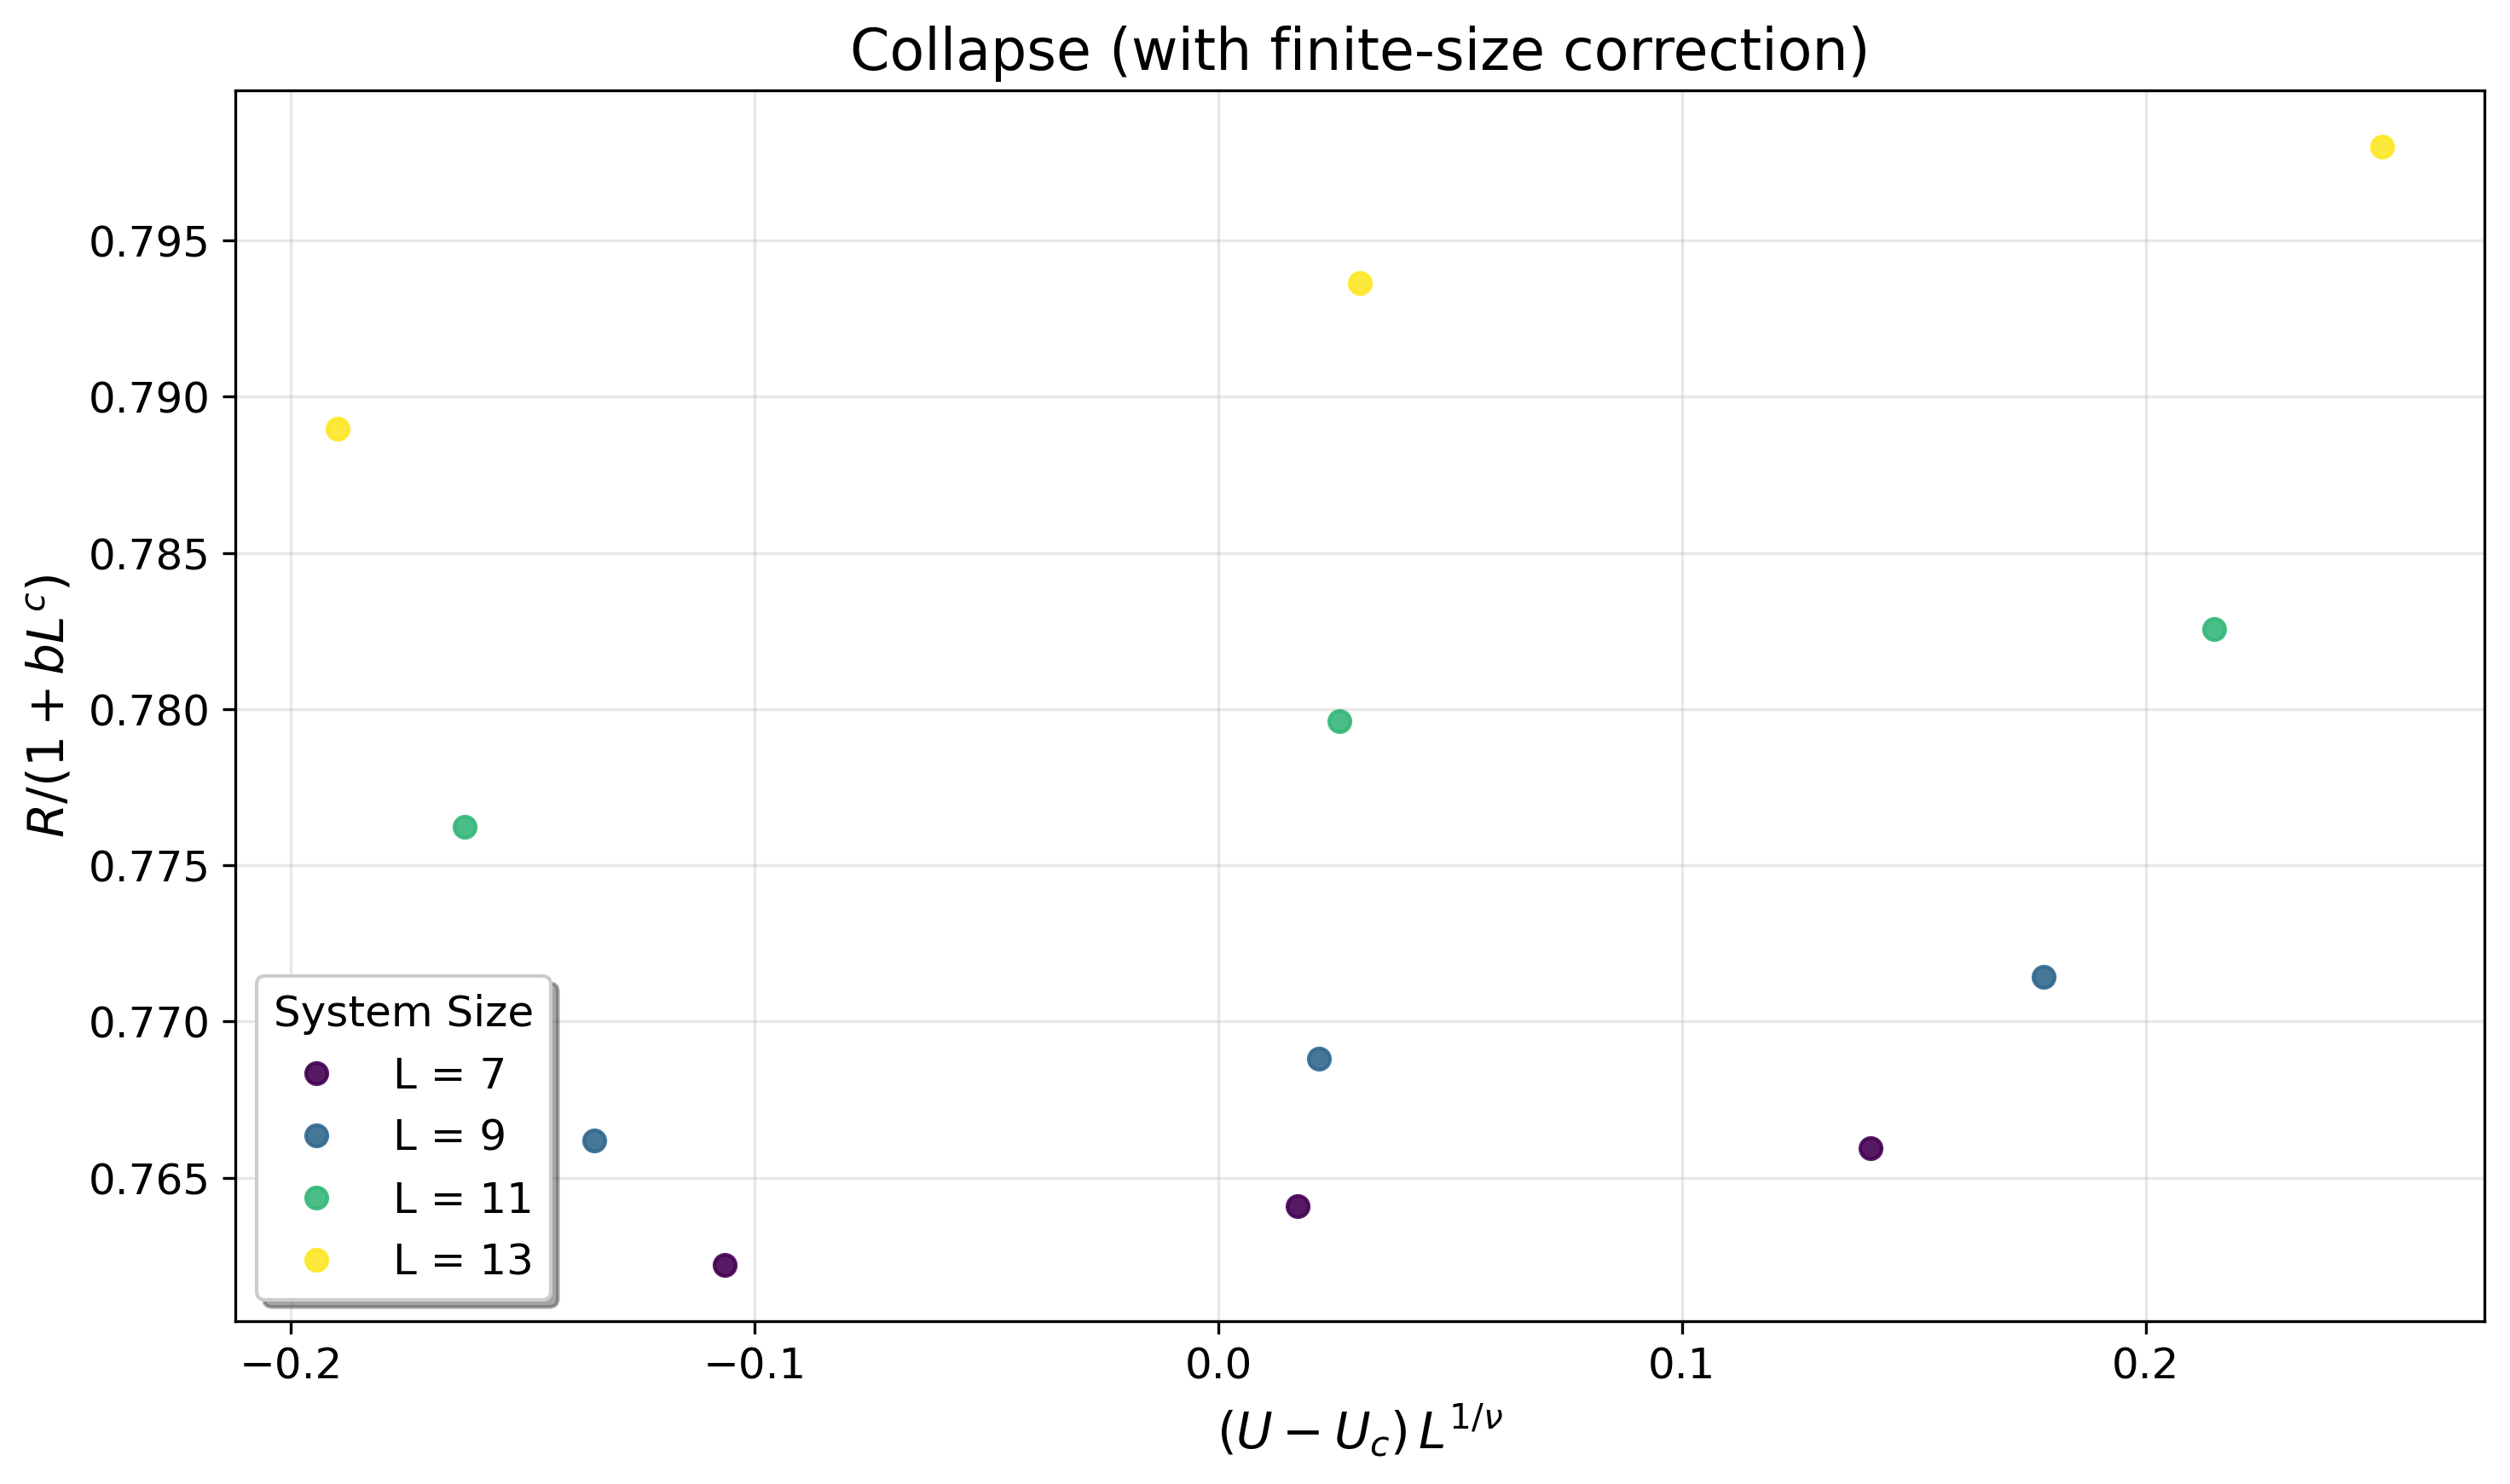 Collapse (with finite-size correction)
R/(1 + bL^c)
0.795
0.790
0.785
0.780
0.775
0.770
0.765
System Size
L = 7
L = 9
L = 11
L = 13
−0.2 −0.1 0.0 0.1 0.2
(U − U_c) L^{1/ν}